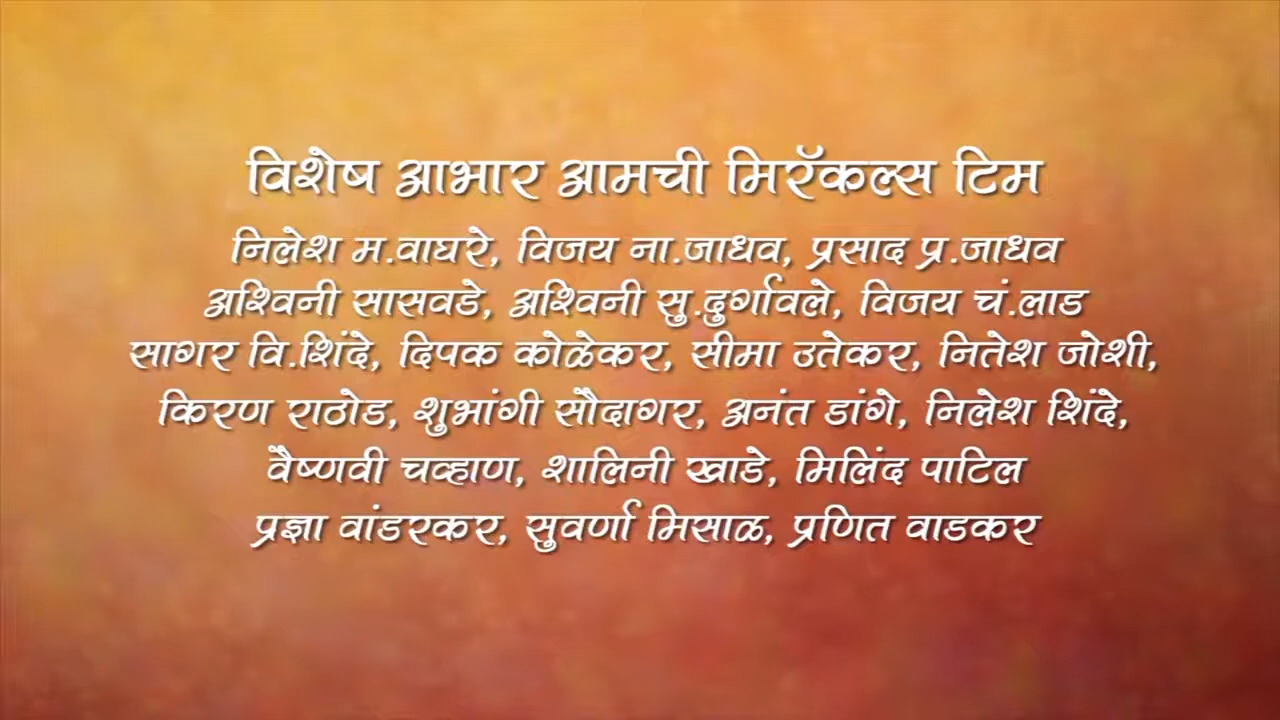 विशेष आभार आमची मिरॅकल्स टिम
निलेश म.वाघरे, विजय ना.जाधव, प्रसाद प्र.जाधव
अश्विनी सासवडे, अश्विनी सु.दुर्गावले, विजय चं.लाड
सागर वि.शिंदे, दिपक कोळेकर, सीमा उतेकर, नितेश जोशी,
किरण राठोड, शुभांगी सौदागर, अनंत डांगे, निलेश शिंदे,
वैष्णवी चव्हाण, शालिनी खाडे, मिलिंद पाटिल
प्रज्ञा वांडरकर, सुवर्णा मिसाळ, प्रणित वाडकर